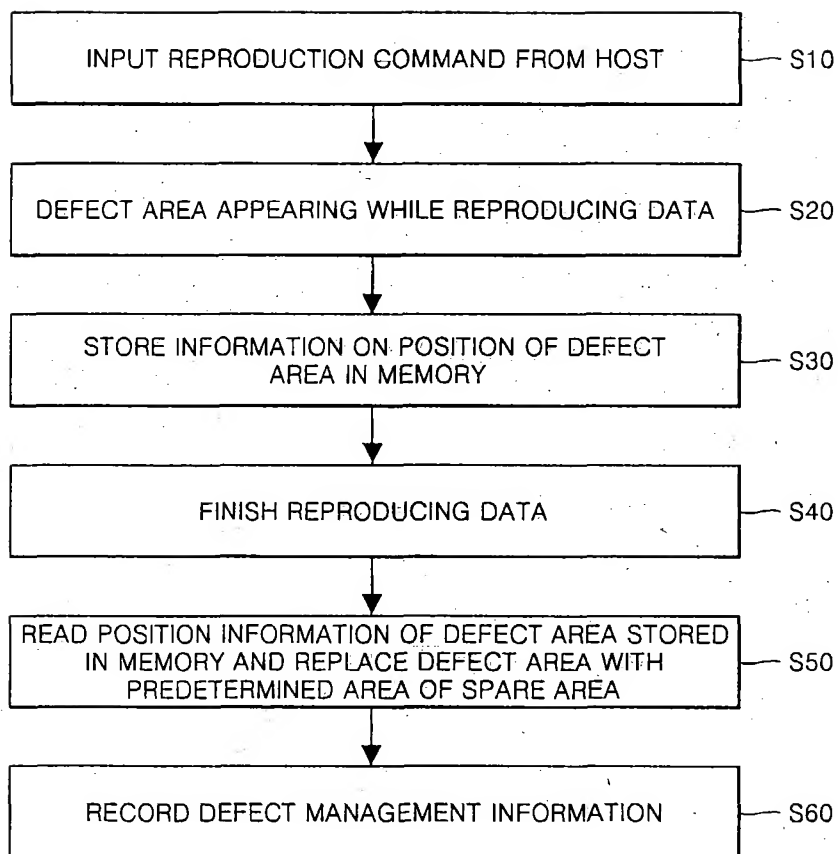 INPUT REPRODUCTION COMMAND FROM HOST
S10
DEFECT AREA APPEARING WHILE REPRODUCING DATA
S20
STORE INFORMATION ON POSITION OF DEFECT
AREA IN MEMORY
S30
FINISH REPRODUCING DATA
S40
READ POSITION INFORMATION OF DEFECT AREA STORED
IN MEMORY AND REPLACE DEFECT AREA WITH
PREDETERMINED AREA OF SPARE AREA
S50
RECORD DEFECT MANAGEMENT INFORMATION
S60